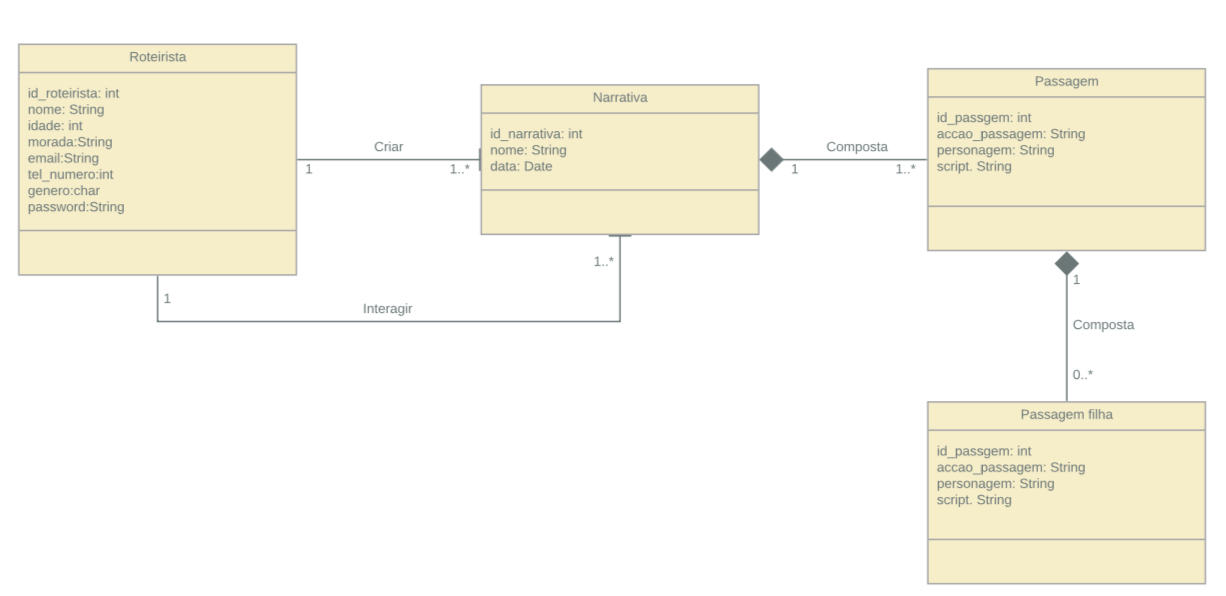 Roteirista
id_roteirista: int
nome: String
idade: int
morada:String
email:String
tel_numero:int
genero:char
password:String
Criar
1
1..*
Narrativa
id_narrativa: int
nome: String
data: Date
Composta
1
1..*
Passagem
id_passgem: int
accao_passagem: String
personagem: String
script. String
1
Interagir
1..*
1
Composta
0..*
Passagem filha
id_passgem: int
accao_passagem: String
personagem: String
script. String